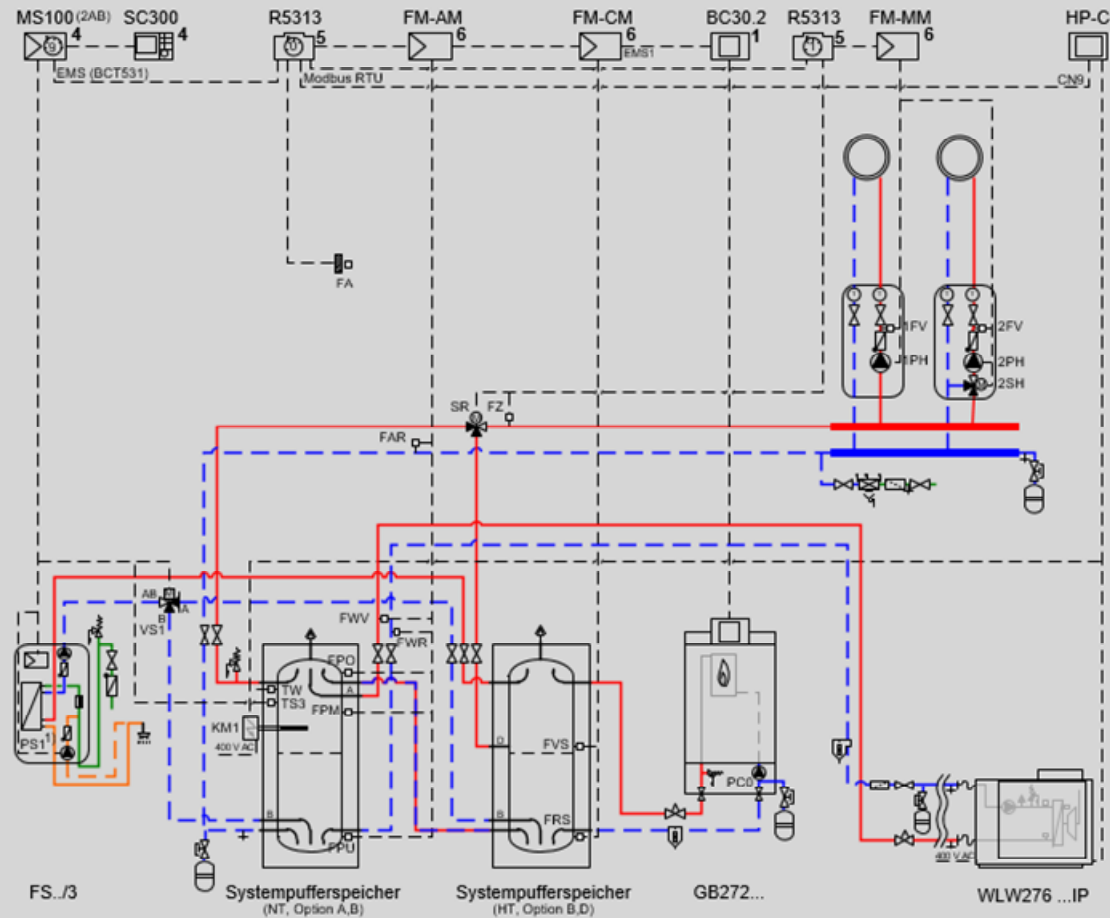 MS100 (2AB) SC300 R5313 FM-AM FM-CM BC30.2 R5313 FM-MM HP-C
4 4 5 6 6 1 5 6
9 0 1
EMS1
EMS (BCT531) Modbus RTU CN9
FA
1FV 2FV
1PH 2PH
M 2SH
SR FZ
M
FAR
AB M A
B
VS1
FWV
FWR
FPO
TW A
TS3
FPM
KM1
400 V AC
D FVS
PS1 1)
PC0
B B FRS
FPU
400 V AC
FS../3 Systempufferspeicher Systempufferspeicher GB272... WLW276 ...IP
(NT, Option A,B) (HT, Option B,D)